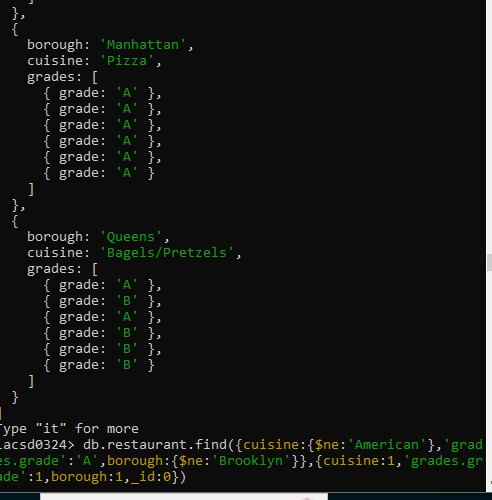 ]
},
{
borough: 'Manhattan',
cuisine: 'Pizza',
grades: [
{ grade: 'A' },
{ grade: 'A' },
{ grade: 'A' },
{ grade: 'A' },
{ grade: 'A' },
{ grade: 'A' }
]
},
{
borough: 'Queens',
cuisine: 'Bagels/Pretzels',
grades: [
{ grade: 'A' },
{ grade: 'B' },
{ grade: 'A' },
{ grade: 'B' },
{ grade: 'B' },
{ grade: 'B' }
]
}
]
Type "it" for more
iacsd0324> db.restaurant.find({cuisine:{$ne:'American'},'grad
es.grade':'A',borough:{$ne:'Brooklyn'}},{cuisine:1,'grades.gr
ade':1,borough:1,_id:0})